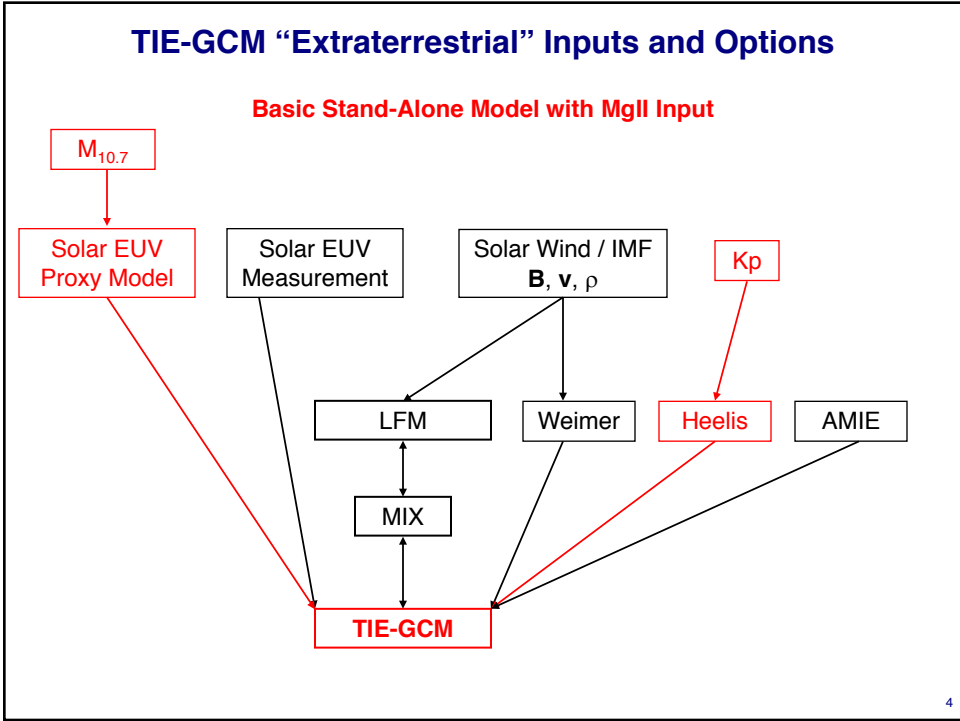 TIE-GCM “Extraterrestrial” Inputs and Options
Basic Stand-Alone Model with MgII Input
M10.7
Solar EUV
Proxy Model
Solar EUV
Measurement
Solar Wind / IMF
B, v, ρ
Kp
LFM
Weimer
Heelis
AMIE
MIX
TIE-GCM
4